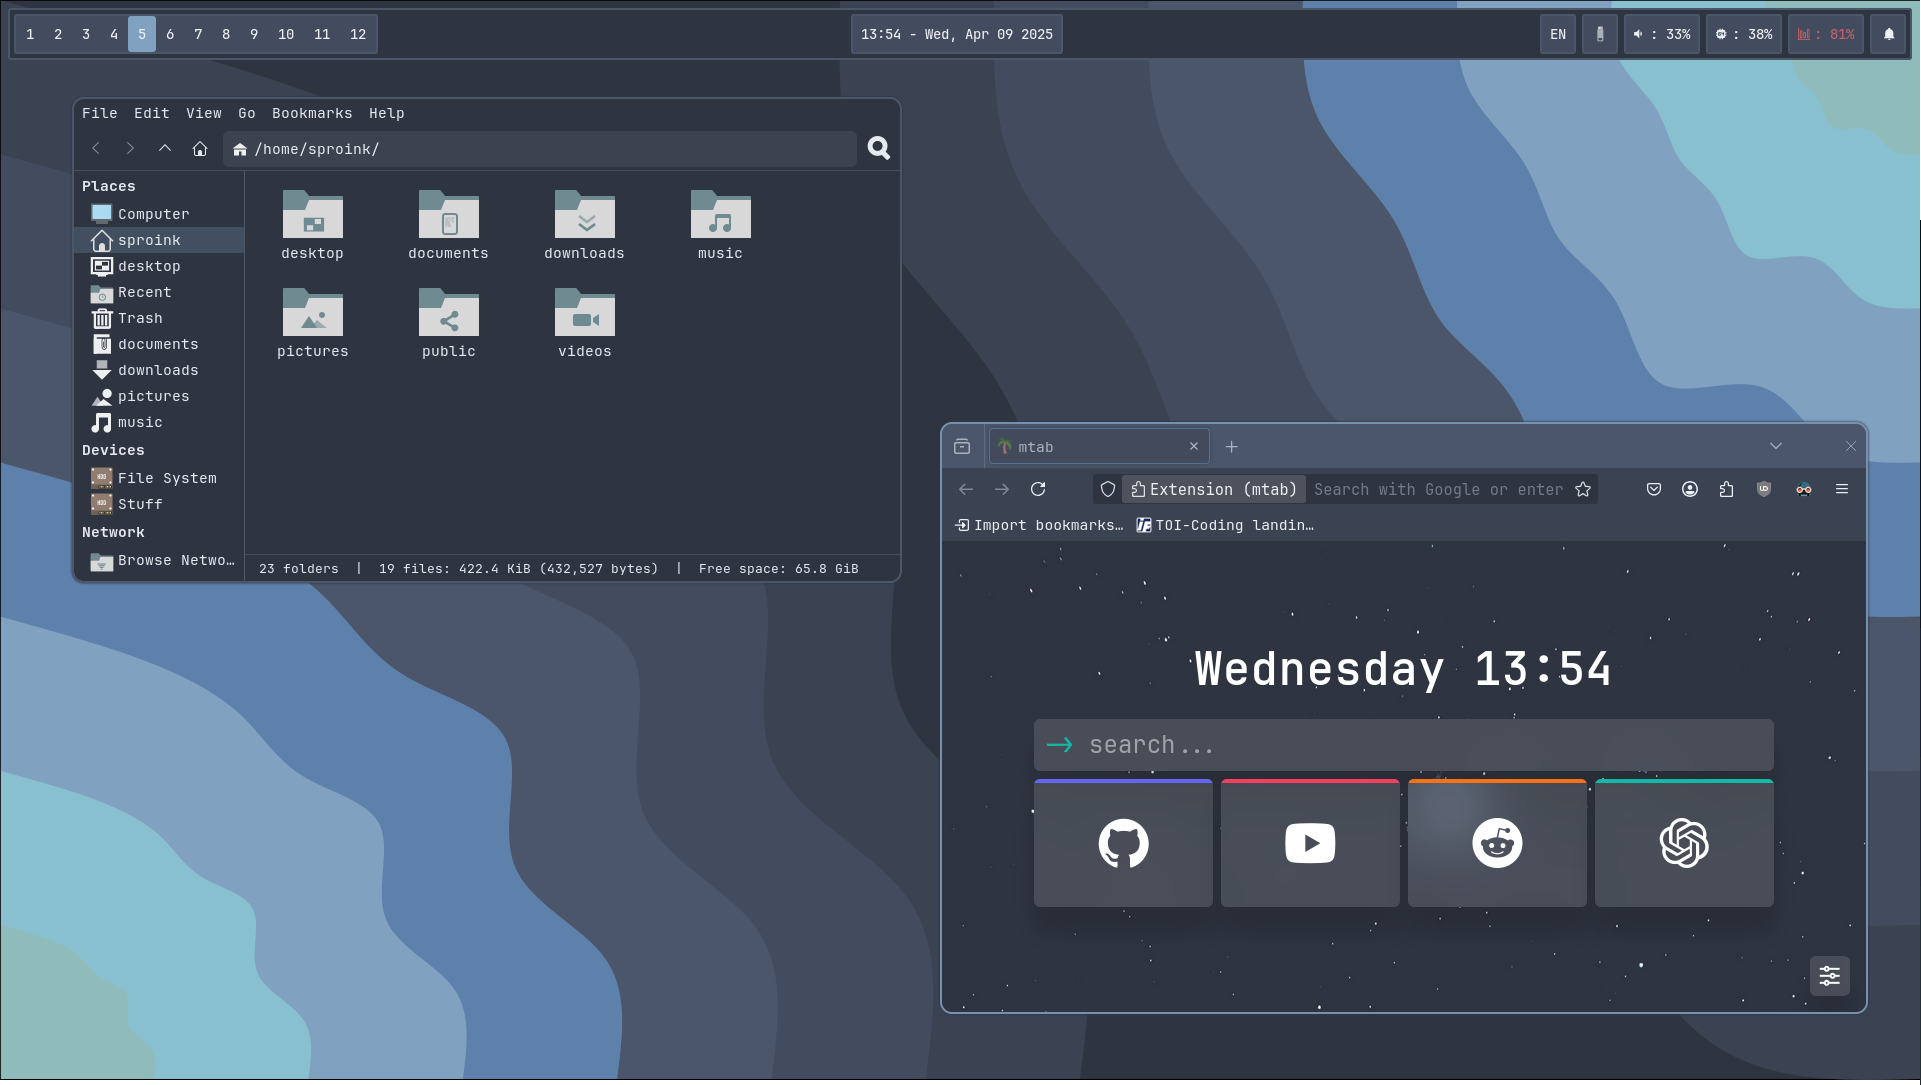 1 2 3 4 5 6 7 8 9 10 11 12
13:54 - Wed, Apr 09 2025
EN : 33% : 38% : 81%
File Edit View Go Bookmarks Help
/home/sproink/
Places
Computer
sproink
desktop
Recent
Trash
documents
downloads
pictures
music
Devices
File System
Stuff
Network
Browse Netwo…
desktop documents downloads music
pictures public videos
23 folders | 19 files: 422.4 KiB (432,527 bytes) | Free space: 65.8 GiB
mtab
Extension (mtab) Search with Google or enter
Import bookmarks… TOI-Coding landin…
Wednesday 13:54
search...